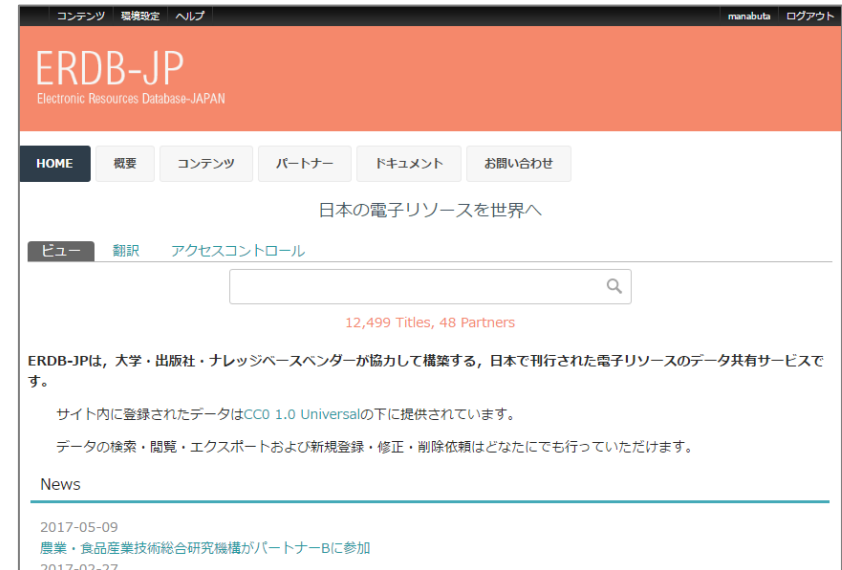 コンテンツ 環境設定 ヘルプ manabuta ログアウト
ERDB-JP
Electronic Resources Database-JAPAN
HOME 概要 コンテンツ パートナー ドキュメント お問い合わせ
日本の電子リソースを世界へ
ビュー 翻訳 アクセスコントロール
12,499 Titles, 48 Partners
ERDB-JPは，大学・出版社・ナレッジベースベンダーが協力して構築する，日本で刊行された電子リソースのデータ共有サービスで
す。
サイト内に登録されたデータはCC0 1.0 Universalの下に提供されています。
データの検索・閲覧・エクスポートおよび新規登録・修正・削除依頼はどなたにでも行っていただけます。
News
2017-05-09
農業・食品産業技術総合研究機構がパートナーBに参加
2017-02-27